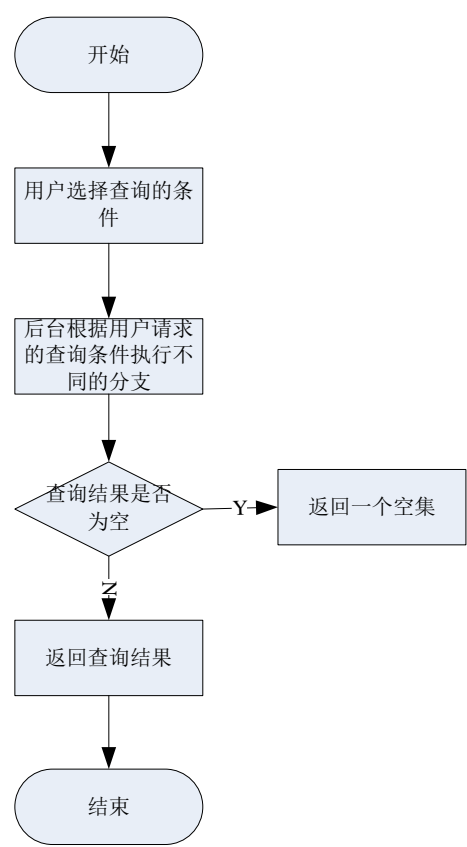 开始
用户选择查询的条
件
后台根据用户请求
的查询条件执行不
同的分支
查询结果是否
为空
Y
返回一个空集
N
返回查询结果
结束